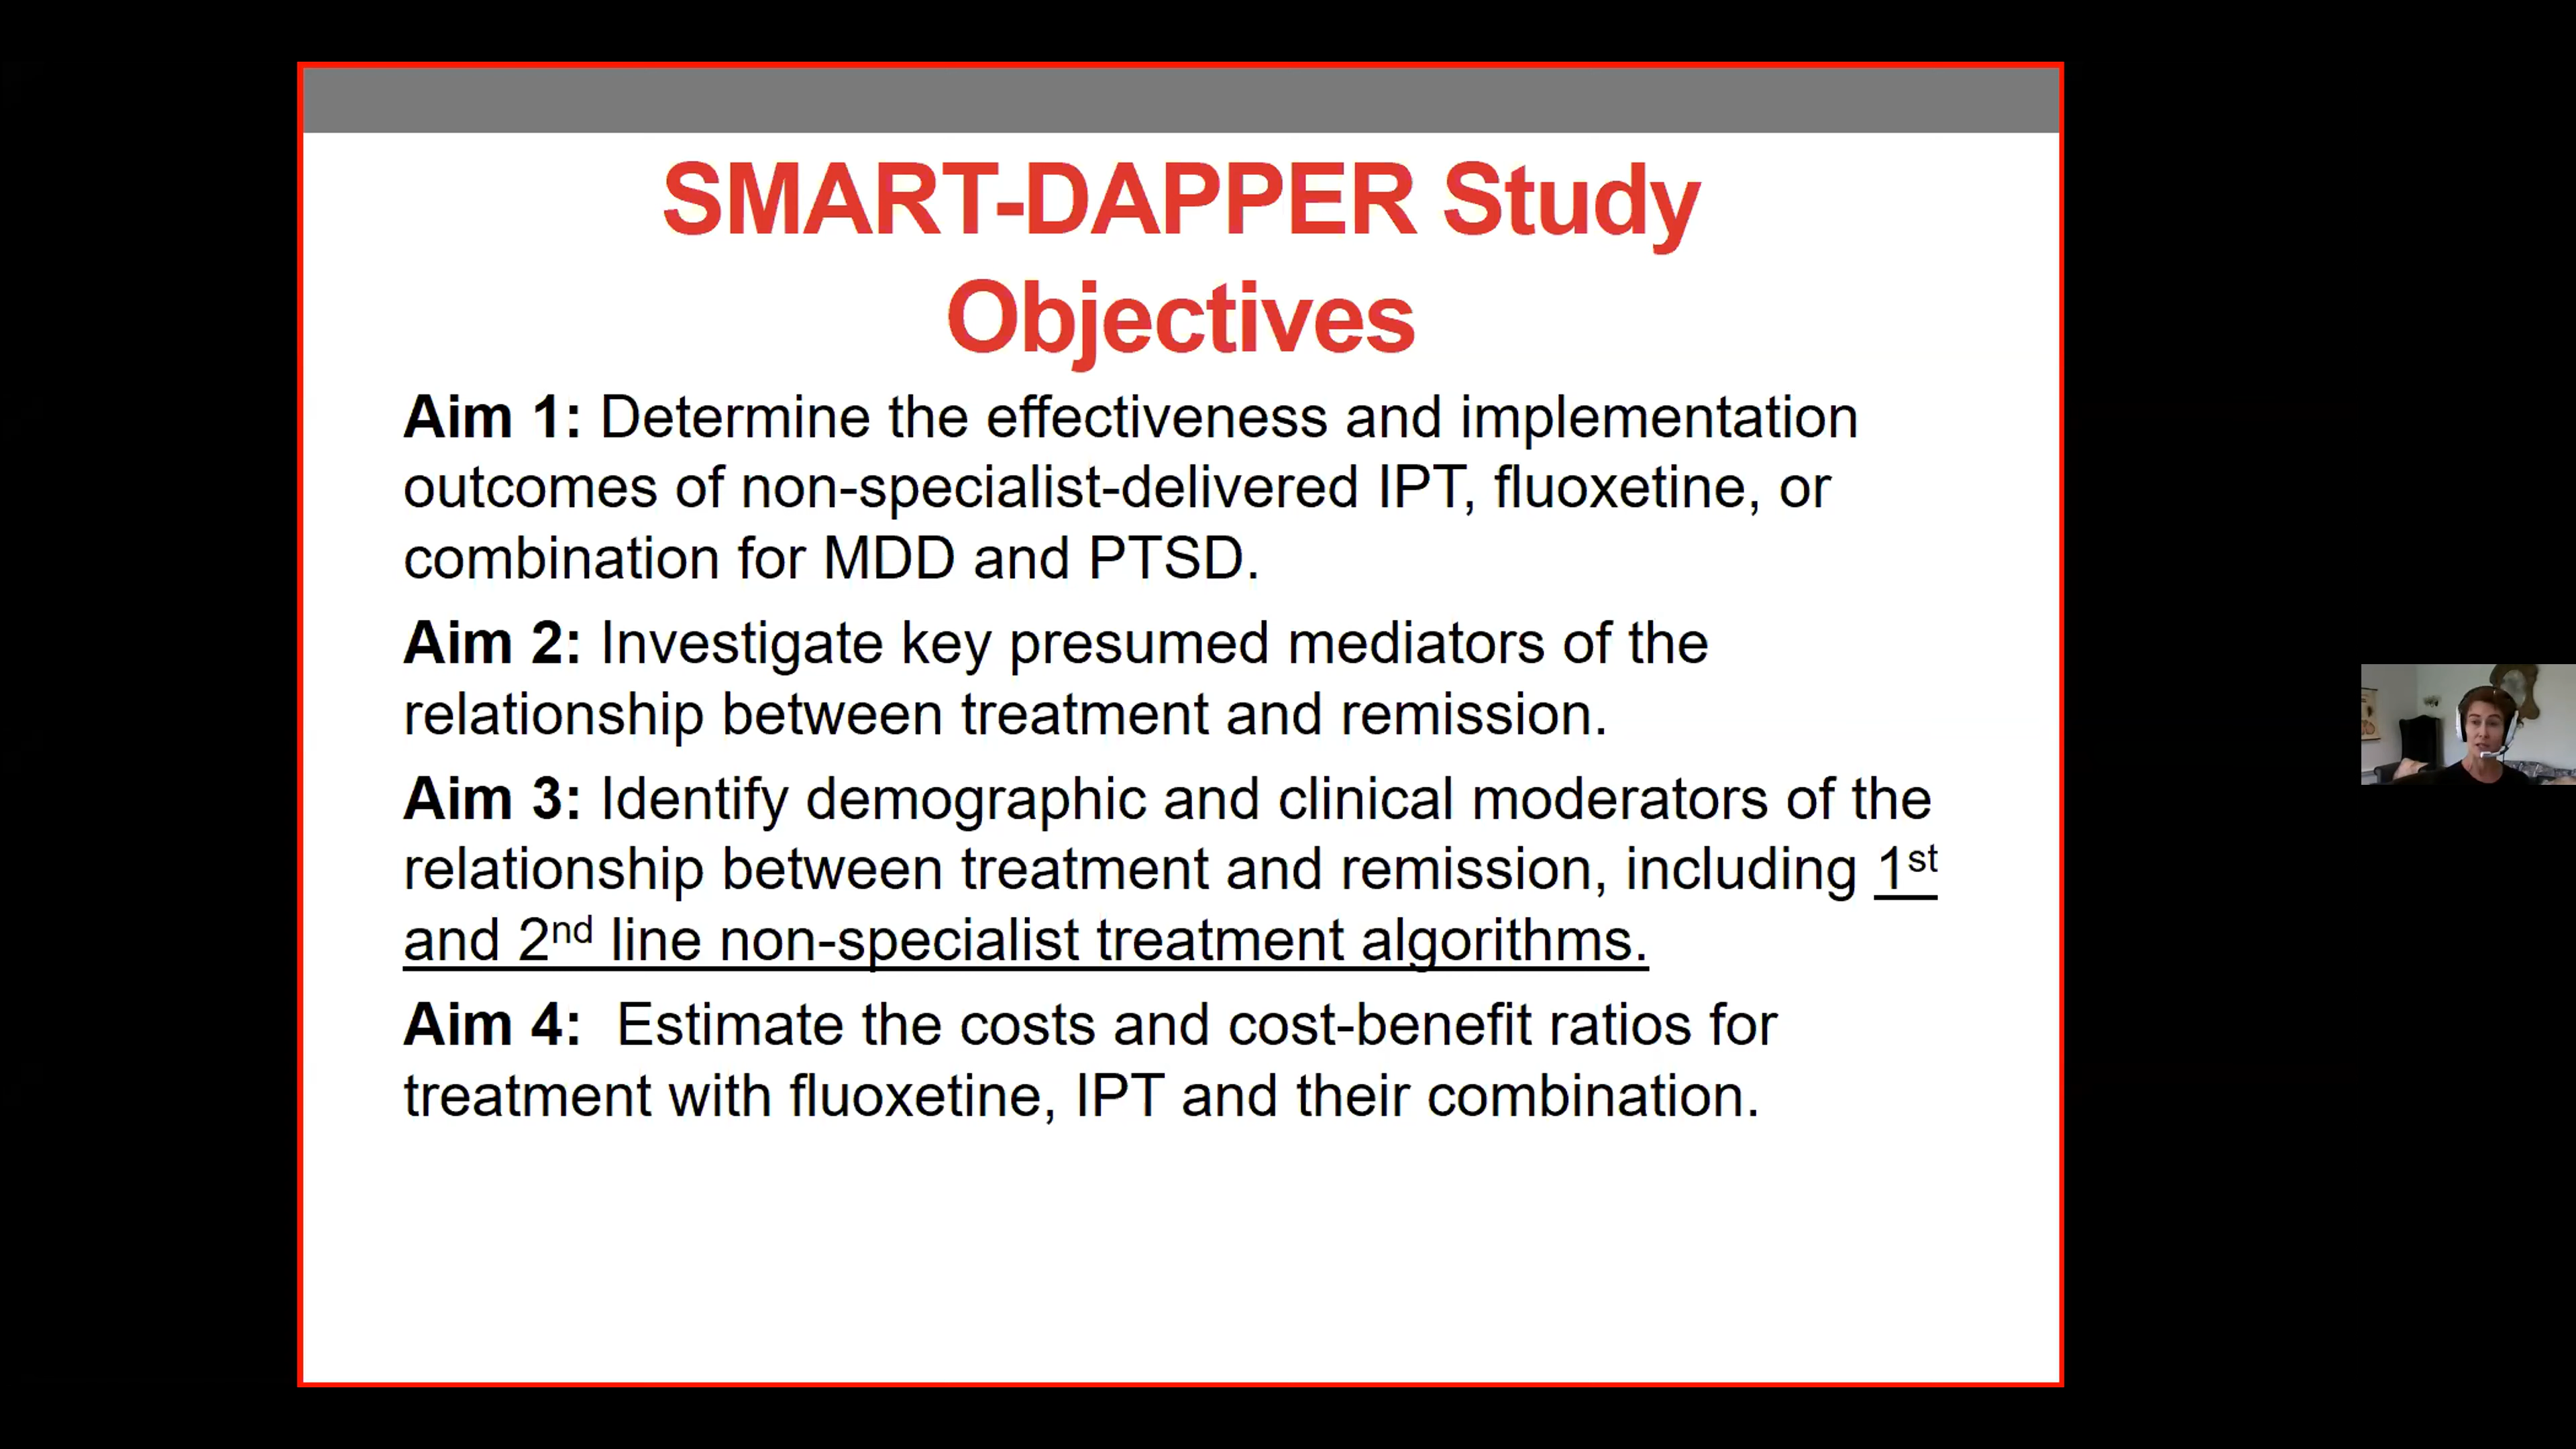 SMART-DAPPER Study
Objectives
Aim 1: Determine the effectiveness and implementation
outcomes of non-specialist-delivered IPT, fluoxetine, or
combination for MDD and PTSD.
Aim 2: Investigate key presumed mediators of the
relationship between treatment and remission.
Aim 3: Identify demographic and clinical moderators of the
relationship between treatment and remission, including 1st
and 2nd line non-specialist treatment algorithms.
Aim 4:  Estimate the costs and cost-benefit ratios for
treatment with fluoxetine, IPT and their combination.